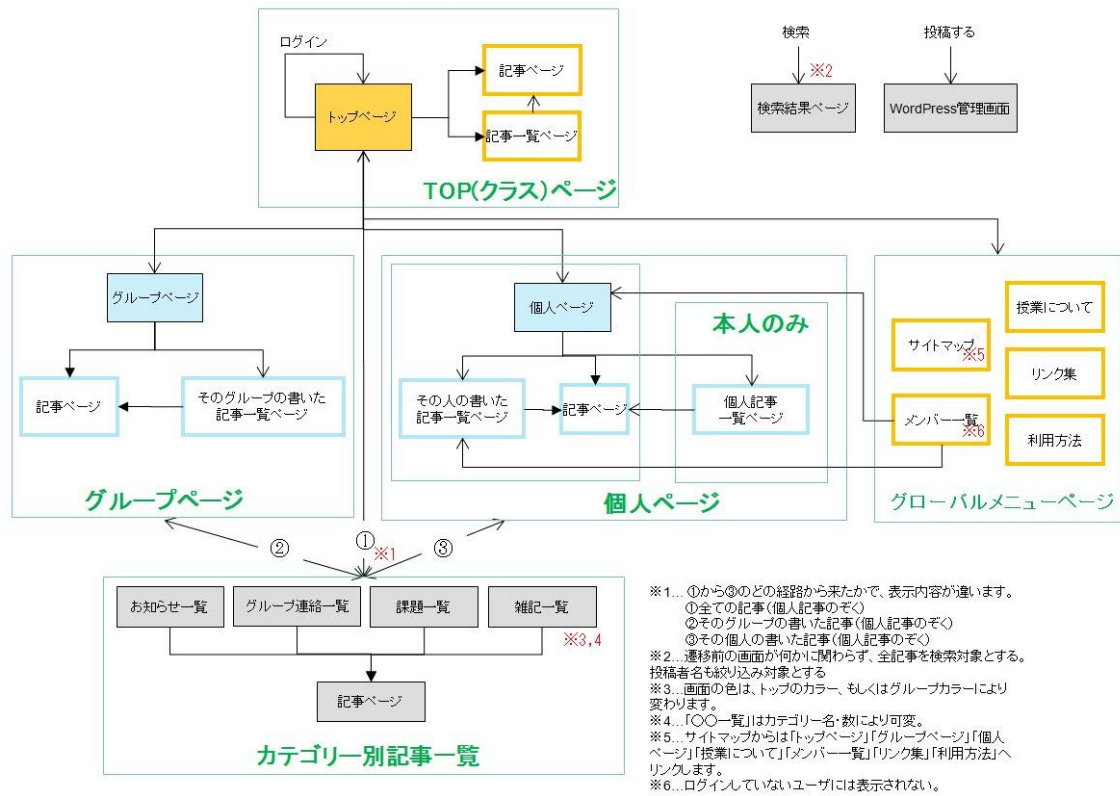 ログイン
トップページ
記事ページ
記事一覧ページ
TOP(クラス)ページ
検索
※2
検索結果ページ
投稿する
WordPress管理画面
グループページ
記事ページ
そのグループの書いた
記事一覧ページ
グループページ
個人ページ
本人のみ
その人の書いた
記事一覧ページ
記事ページ
個人記事
一覧ページ
個人ページ
サイトマップ
※5
メンバー一覧
※6
授業について
リンク集
利用方法
グローバルメニューページ
②
①
※1
③
お知らせ一覧
グループ連絡一覧
課題一覧
雑記一覧
※3,4
記事ページ
カテゴリー別記事一覧
※1…①から③のどの経路から来たかで、表示内容が違います。
①全ての記事(個人記事のぞく)
②そのグループの書いた記事(個人記事のぞく)
③その個人の書いた記事(個人記事のぞく)
※2…遷移前の画面が何かに関わらず、全記事を検索対象とする。
投稿者名も絞り込み対象とする
※3…画面の色は、トップのカラー、もしくはグループカラーにより
変わります。
※4…「○○一覧」はカテゴリー名・数により可変。
※5…サイトマップからは「トップページ」「グループページ」「個人
ページ」「授業について」「メンバー一覧」「リンク集」「利用方法」へ
リンクします。
※6…ログインしていないユーザには表示されない。